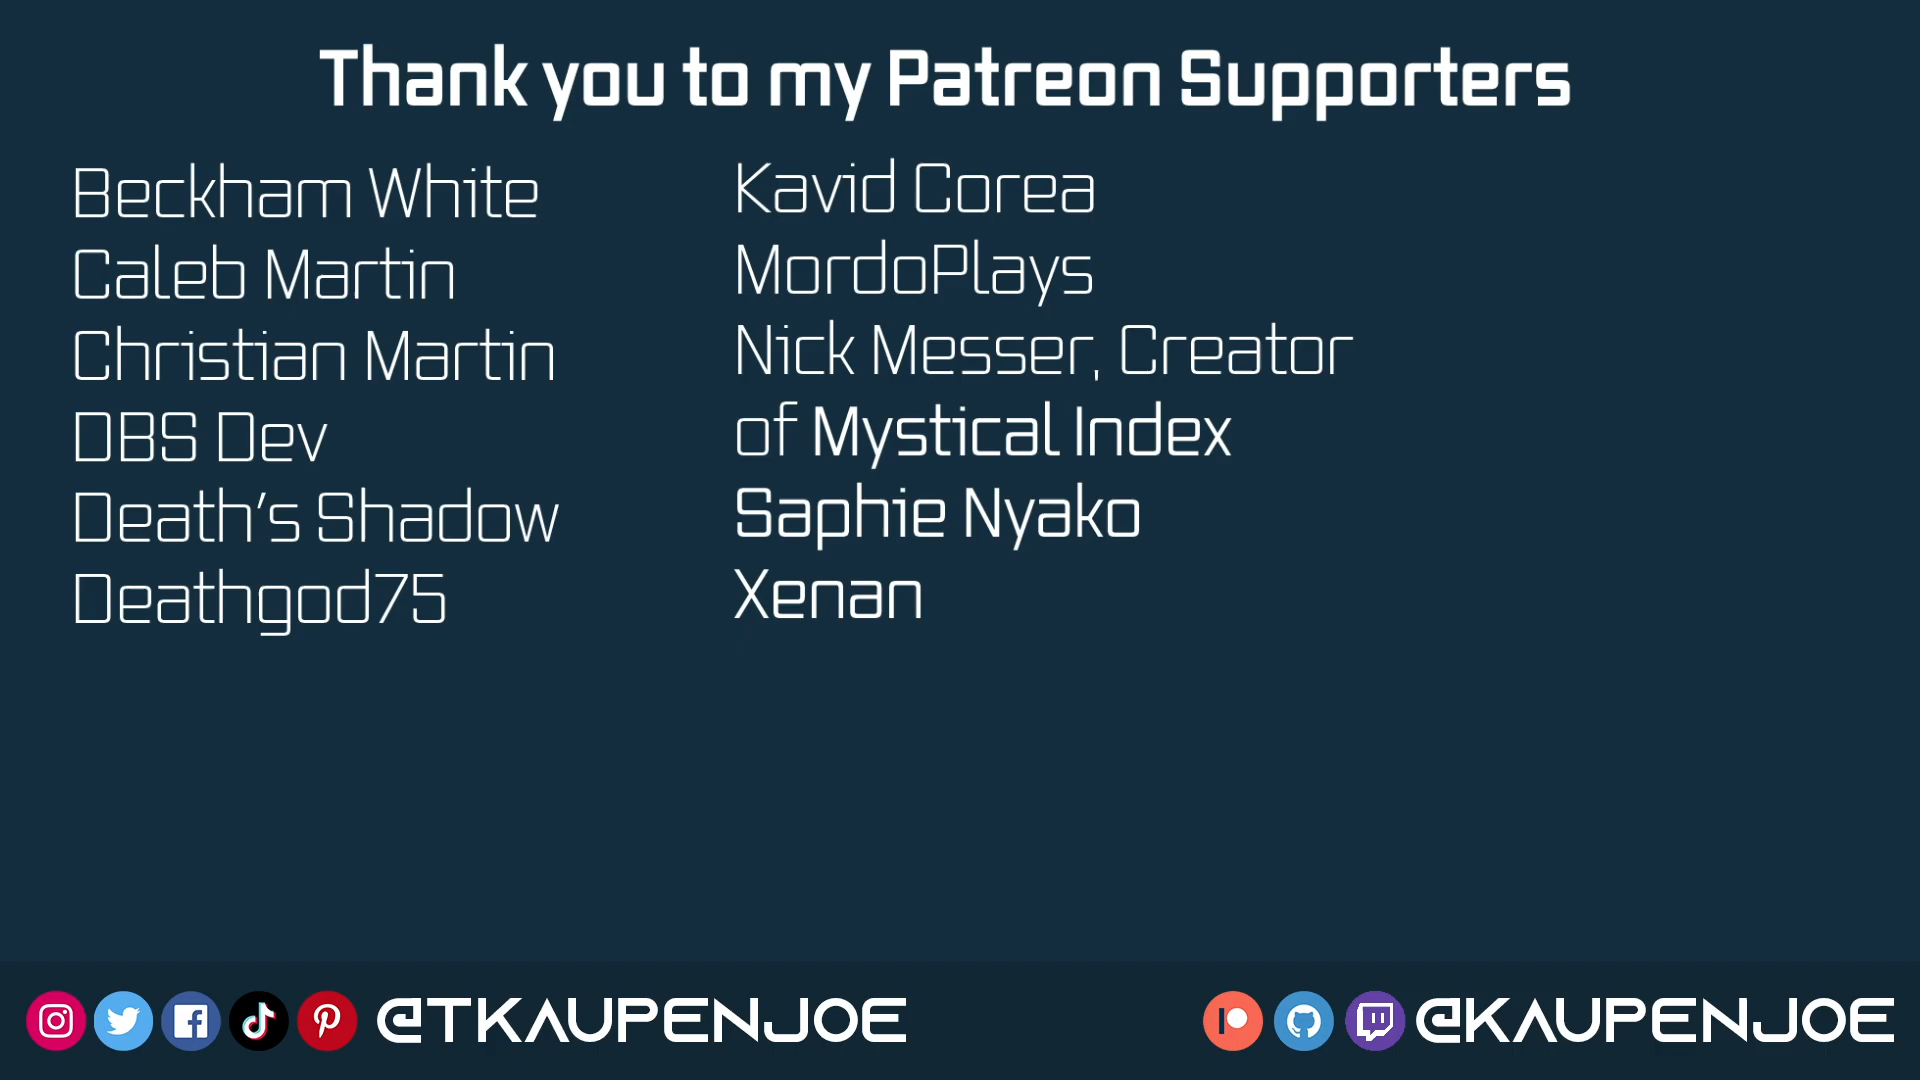 Thank you to my Patreon Supporters
Beckham White
Caleb Martin
Christian Martin
DBS Dev
Death's Shadow
Deathgod75
Kavid Corea
MordoPlays
Nick Messer, Creator
of Mystical Index
Saphie Nyako
Xenan
@TKAUPENJOE
@KAUPENJOE